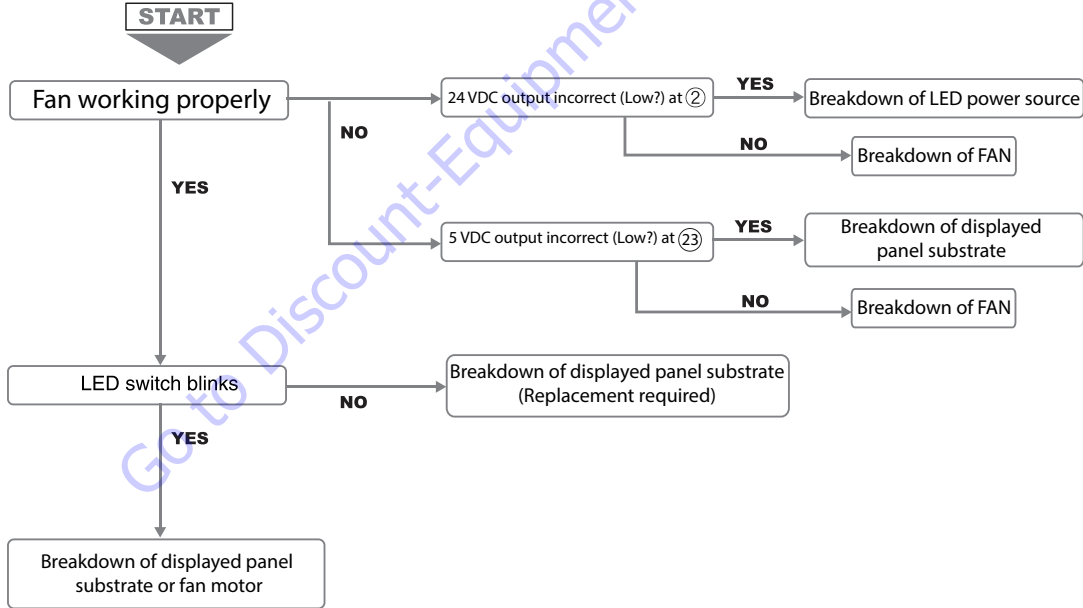 START
Fan working properly
24 VDC output incorrect (Low?) at ②
YES
Breakdown of LED power source
NO
NO
Breakdown of FAN
YES
5 VDC output incorrect (Low?) at ㉓
YES
Breakdown of displayed
panel substrate
NO
Breakdown of FAN
LED switch blinks
NO
Breakdown of displayed panel substrate
(Replacement required)
YES
Breakdown of displayed panel
substrate or fan motor
Go to Discount-Equipment